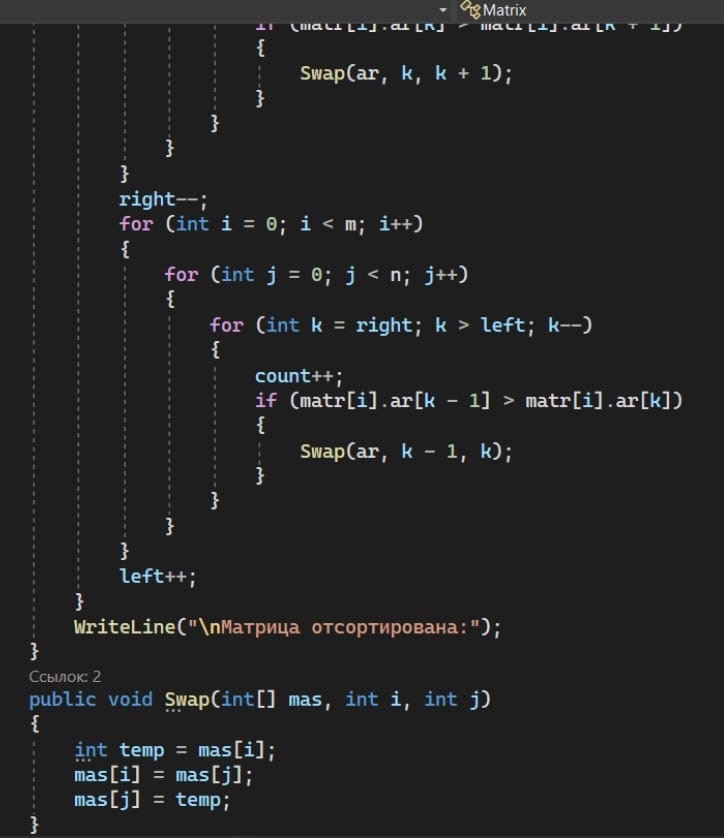 Matrix
if (matr[i].ar[k] > matr[i].ar[k + 1])
{
Swap(ar, k, k + 1);
}
}
}
}
right--;
for (int i = 0; i < m; i++)
{
for (int j = 0; j < n; j++)
{
for (int k = right; k > left; k--)
{
count++;
if (matr[i].ar[k - 1] > matr[i].ar[k])
{
Swap(ar, k - 1, k);
}
}
}
}
left++;
}
WriteLine("\nМатрица отсортирована:");
}
Ссылок: 2
public void Swap(int[] mas, int i, int j)
{
int temp = mas[i];
mas[i] = mas[j];
mas[j] = temp;
}